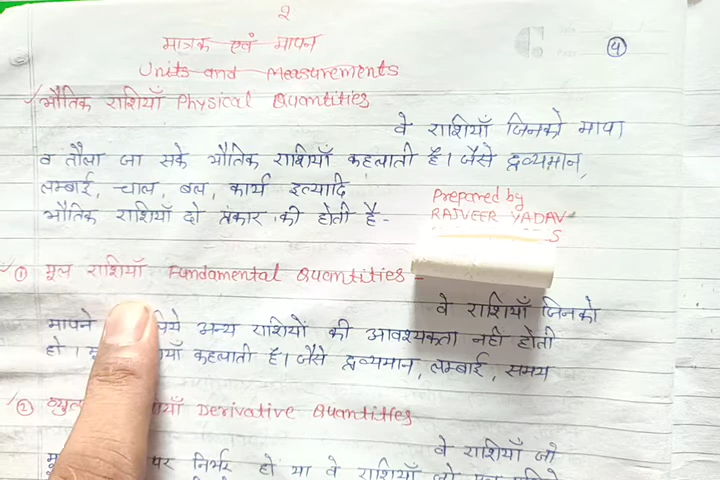 2
4
मात्रक एवं मापन
Units and Measurements
भौतिक राशियाँ Physical Quantities
वे राशियाँ जिनको मापा
व तौला जा सके भौतिक राशियाँ कहलाती हैं। जैसे द्रव्यमान,
लम्बाई, चाल, बल, कार्य इत्यादि
भौतिक राशियाँ दो प्रकार की होती है-
Prepared by
RAJVEER YADAV
S
① मूल राशियाँ Fundamental Quantities-
वे राशियाँ जिनको
मापने लिये अन्य राशियों की आवश्यकता नहीं होती
हो। कहलाती हैं। जैसे द्रव्यमान, लम्बाई, समय
② Derivative Quantities
वे राशियाँ जो
पर निर्भर हो या वे राशियाँ जो